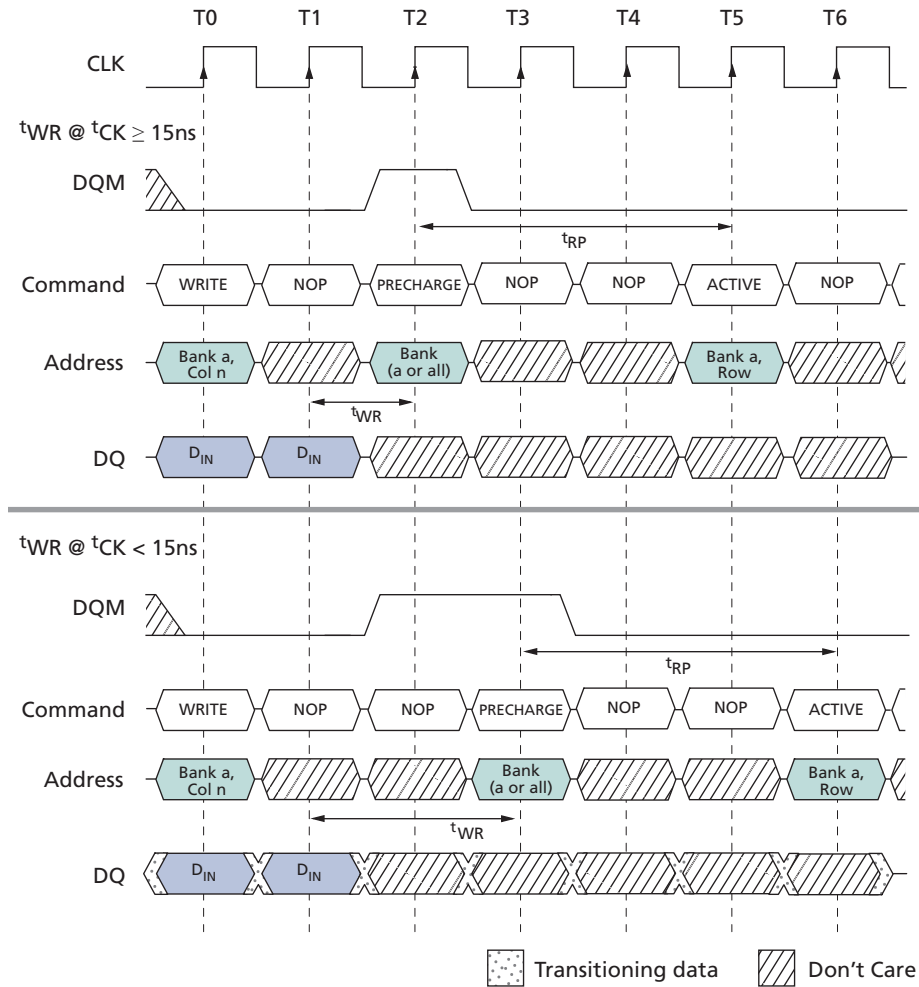 T0 T1 T2 T3 T4 T5 T6
CLK
tWR @ tCK ≥ 15ns
DQM
tRP
Command WRITE NOP PRECHARGE NOP NOP ACTIVE NOP
Address Bank a, Col n Bank (a or all) Bank a, Row
tWR
DQ DIN DIN
tWR @ tCK < 15ns
DQM
tRP
Command WRITE NOP NOP PRECHARGE NOP NOP ACTIVE
Address Bank a, Col n Bank (a or all) Bank a, Row
tWR
DQ DIN DIN
Transitioning data Don't Care